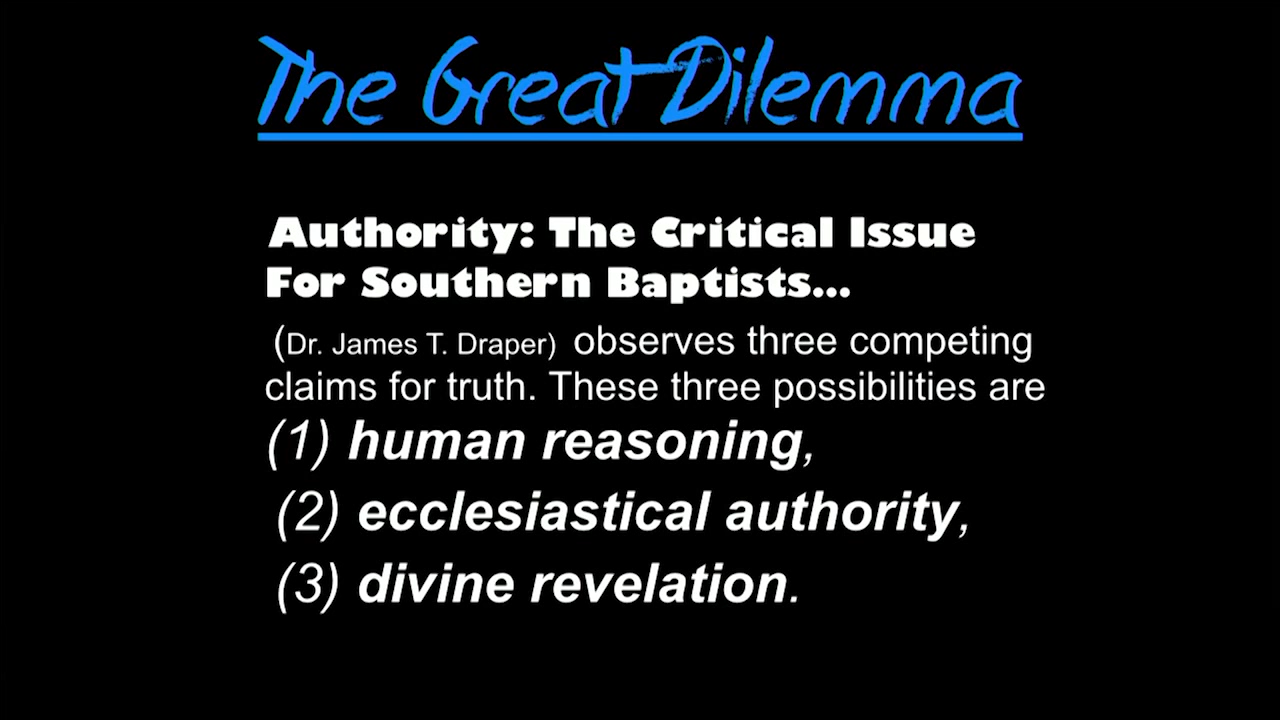 The Great Dilemma
Authority: The Critical Issue
For Southern Baptists...
(Dr. James T. Draper) observes three competing
claims for truth. These three possibilities are
(1) human reasoning,
(2) ecclesiastical authority,
(3) divine revelation.